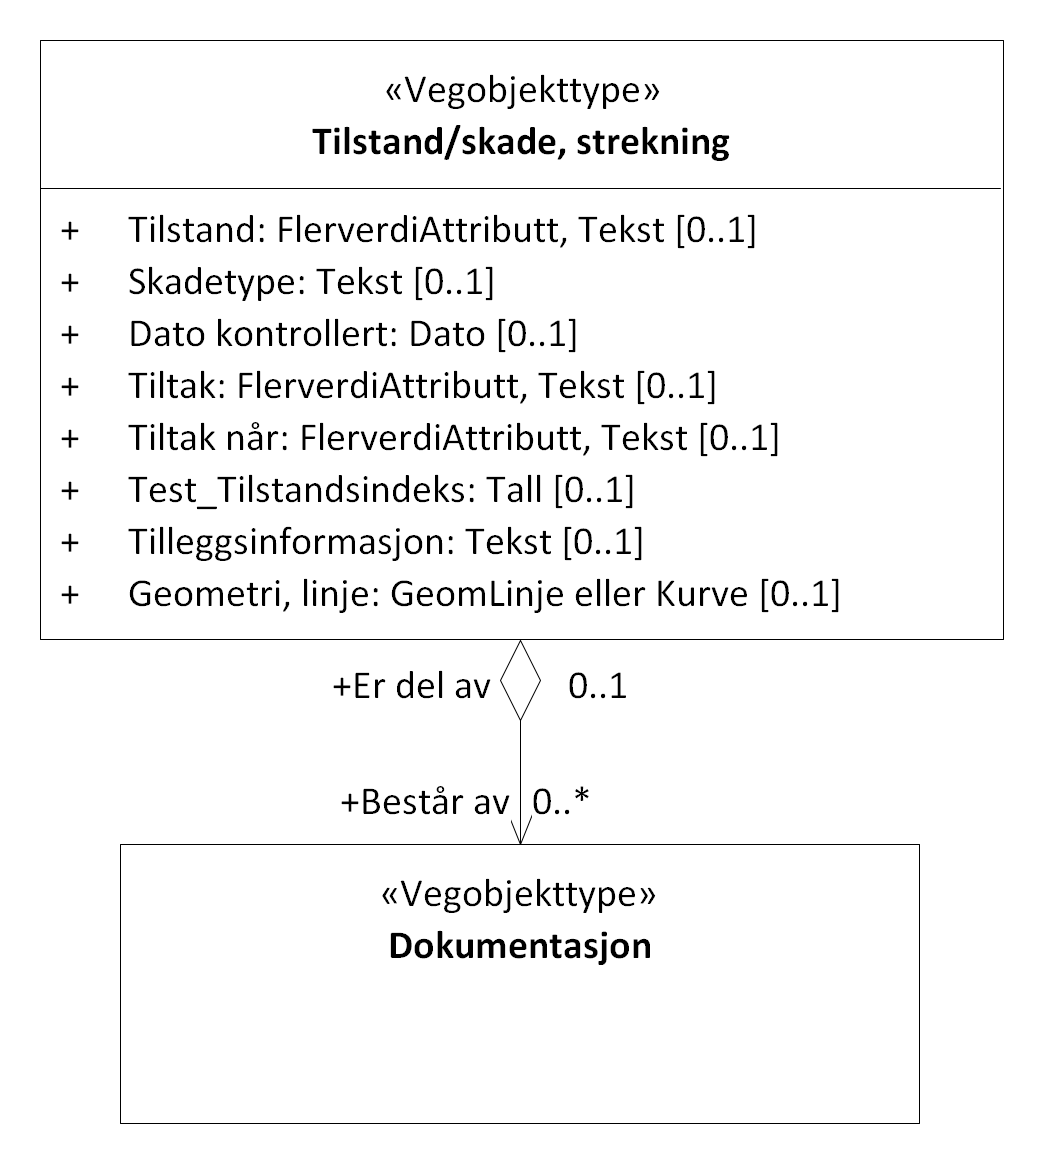 «Vegobjekttype»
Tilstand/skade, strekning
+ Tilstand: FlerverdiAttributt, Tekst [0..1]
+ Skadetype: Tekst [0..1]
+ Dato kontrollert: Dato [0..1]
+ Tiltak: FlerverdiAttributt, Tekst [0..1]
+ Tiltak når: FlerverdiAttributt, Tekst [0..1]
+ Test_Tilstandsindeks: Tall [0..1]
+ Tilleggsinformasjon: Tekst [0..1]
+ Geometri, linje: GeomLinje eller Kurve [0..1]
+Er del av 0..1
+Består av 0..*
«Vegobjekttype»
Dokumentasjon